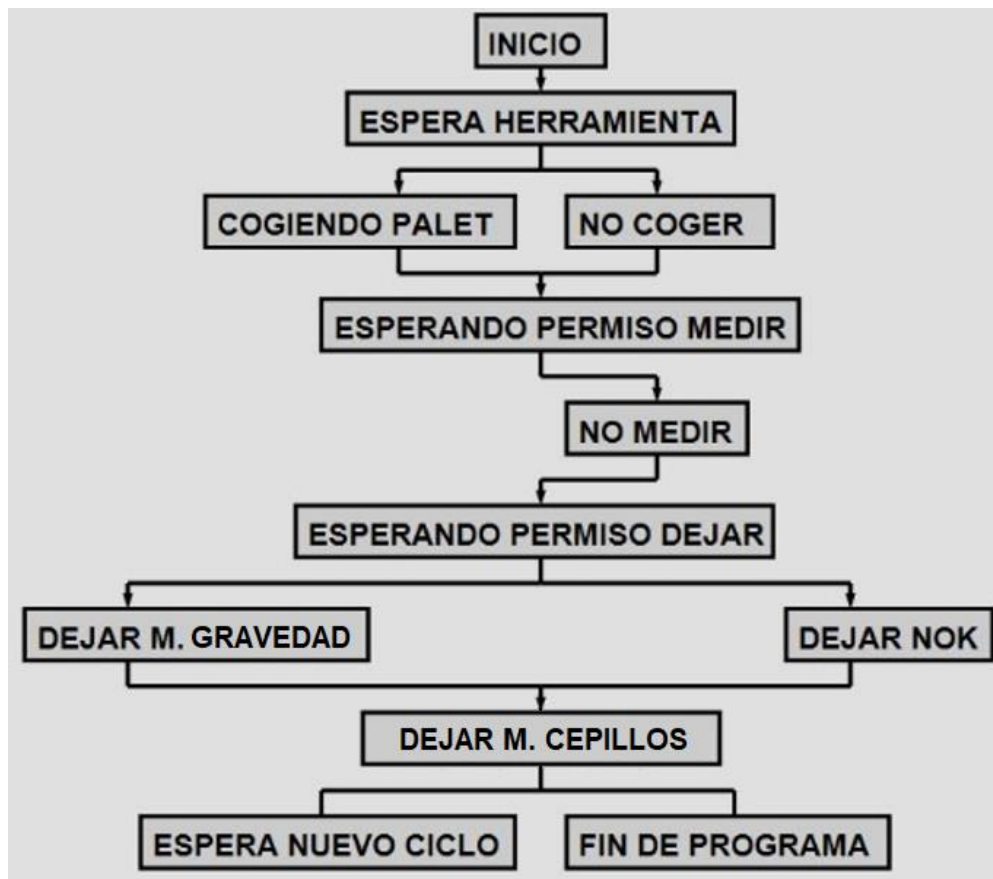 INICIO
ESPERA HERRAMIENTA
COGIENDO PALET
NO COGER
ESPERANDO PERMISO MEDIR
NO MEDIR
ESPERANDO PERMISO DEJAR
DEJAR M. GRAVEDAD
DEJAR NOK
DEJAR M. CEPILLOS
ESPERA NUEVO CICLO
FIN DE PROGRAMA